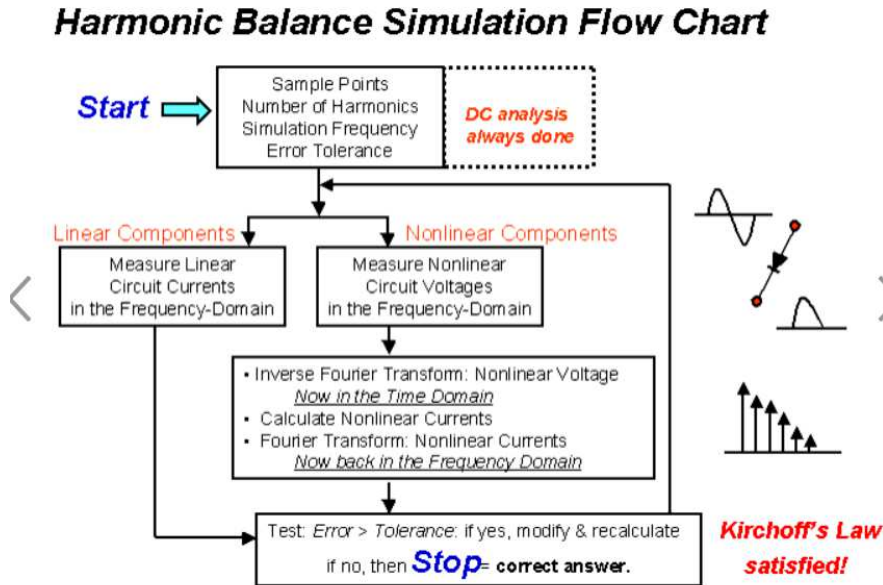 Harmonic Balance Simulation Flow Chart
Start
Sample Points
Number of Harmonics
Simulation Frequency
Error Tolerance
DC analysis
always done
Linear Components
Nonlinear Components
Measure Linear
Circuit Currents
in the Frequency-Domain
Measure Nonlinear
Circuit Voltages
in the Frequency-Domain
• Inverse Fourier Transform: Nonlinear Voltage
Now in the Time Domain
• Calculate Nonlinear Currents
• Fourier Transform: Nonlinear Currents
Now back in the Frequency Domain
Test: Error > Tolerance: if yes, modify & recalculate
if no, then Stop= correct answer.
Kirchoff's Law
satisfied!